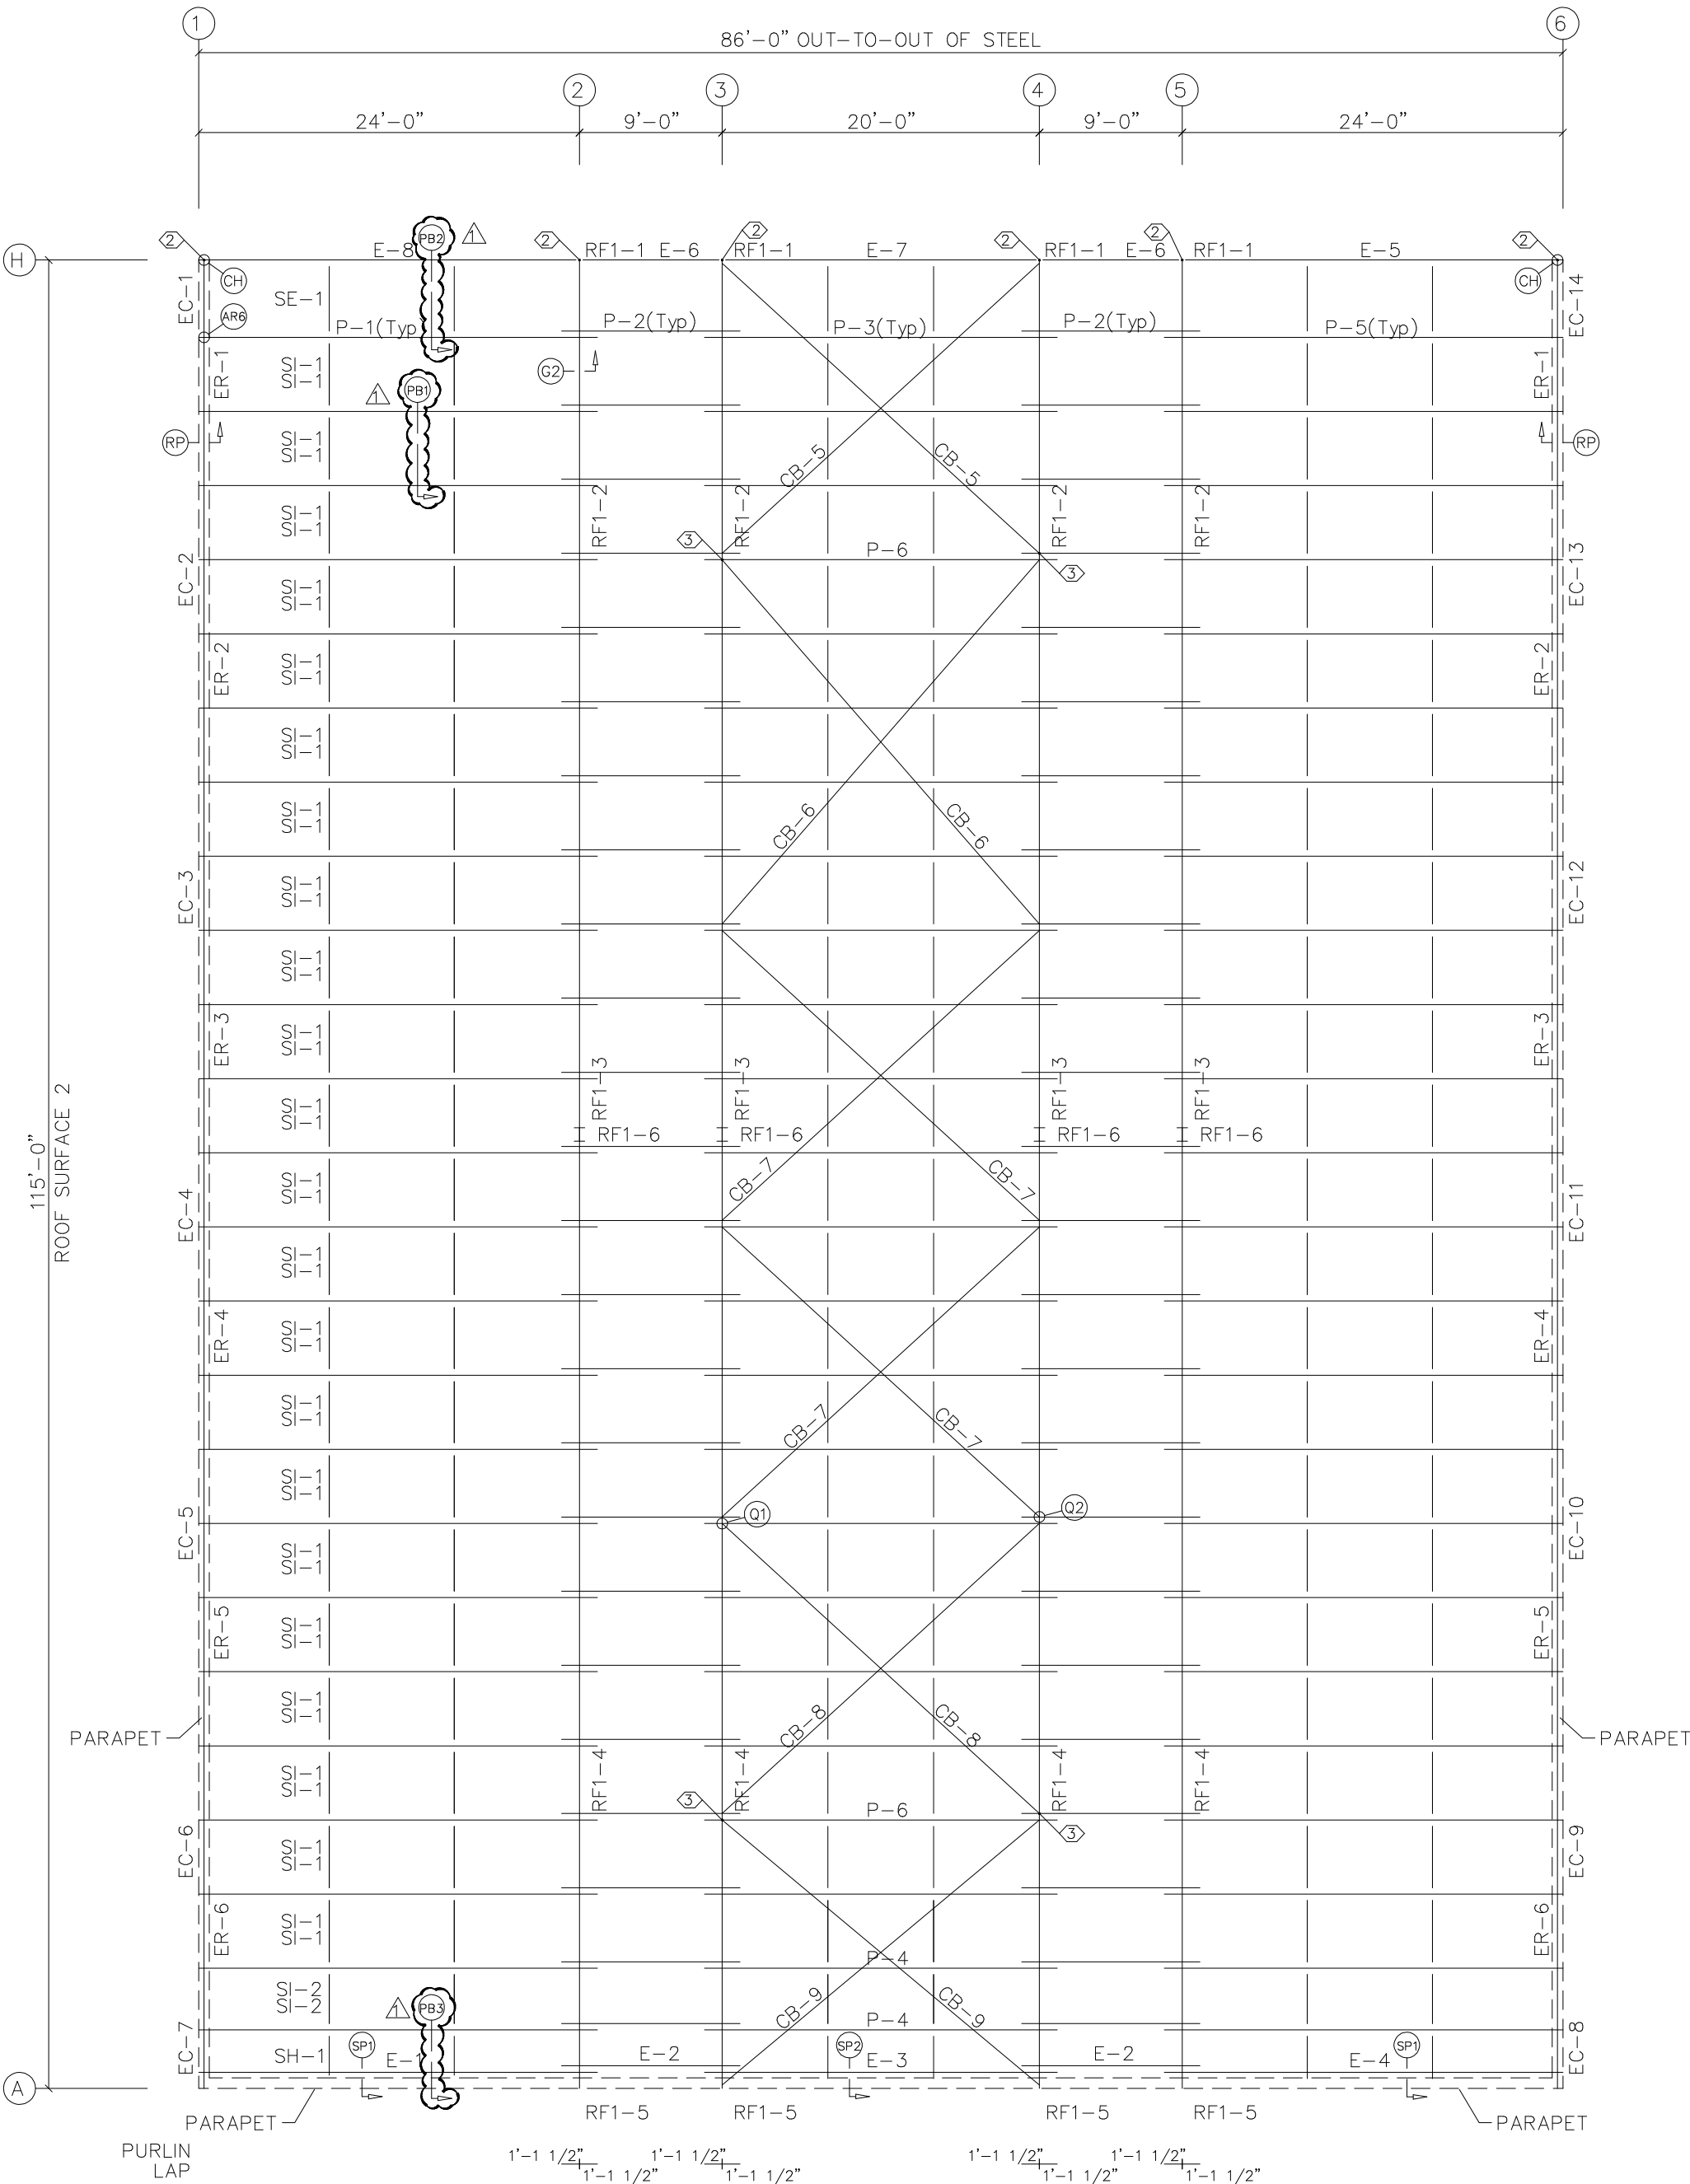 1
6
86'-0" OUT-TO-OUT OF STEEL
2
3
4
5
24'-0"
9'-0"
20'-0"
9'-0"
24'-0"
H
2
E-8
PB2
1
2
RF1-1
E-6
2
RF1-1
E-7
2
RF1-1
E-6
2
RF1-1
E-5
2
CH
CH
EC-1
EC-14
SE-1
AR6
P-1(Typ)
P-2(Typ)
P-3(Typ)
P-2(Typ)
P-5(Typ)
ER-1
ER-1
SI-1
SI-1
G2
PB1
1
RP
RP
SI-1
SI-1
CB-5
CB-5
SI-1
SI-1
RF1-2
RF1-2
RF1-2
RF1-2
3
P-6
3
EC-2
EC-13
SI-1
SI-1
ER-2
ER-2
SI-1
SI-1
SI-1
SI-1
SI-1
SI-1
CB-6
CB-6
EC-3
EC-12
SI-1
SI-1
SI-1
SI-1
ER-3
ER-3
SI-1
SI-1
RF1-3
RF1-3
RF1-3
RF1-3
SI-1
SI-1
RF1-6
RF1-6
RF1-6
RF1-6
115'-0"
ROOF SURFACE 2
SI-1
SI-1
CB-7
CB-7
EC-4
EC-11
SI-1
SI-1
ER-4
ER-4
SI-1
SI-1
SI-1
SI-1
CB-7
CB-7
SI-1
SI-1
Q1
Q2
EC-5
EC-10
SI-1
SI-1
ER-5
ER-5
SI-1
SI-1
SI-1
SI-1
CB-8
CB-8
PARAPET
PARAPET
SI-1
SI-1
RF1-4
RF1-4
RF1-4
RF1-4
3
P-6
3
EC-6
EC-9
SI-1
SI-1
ER-6
ER-6
SI-1
SI-1
P-4
SI-2
SI-2
1
PB3
CB-9
CB-9
P-4
EC-7
EC-8
SH-1
SP1
E-1
E-2
SP2
E-3
E-2
E-4
SP1
A
PARAPET
RF1-5
RF1-5
RF1-5
RF1-5
PARAPET
PURLIN
LAP
1'-1 1/2"
1'-1 1/2"
1'-1 1/2"
1'-1 1/2"
1'-1 1/2"
1'-1 1/2"
1'-1 1/2"
1'-1 1/2"